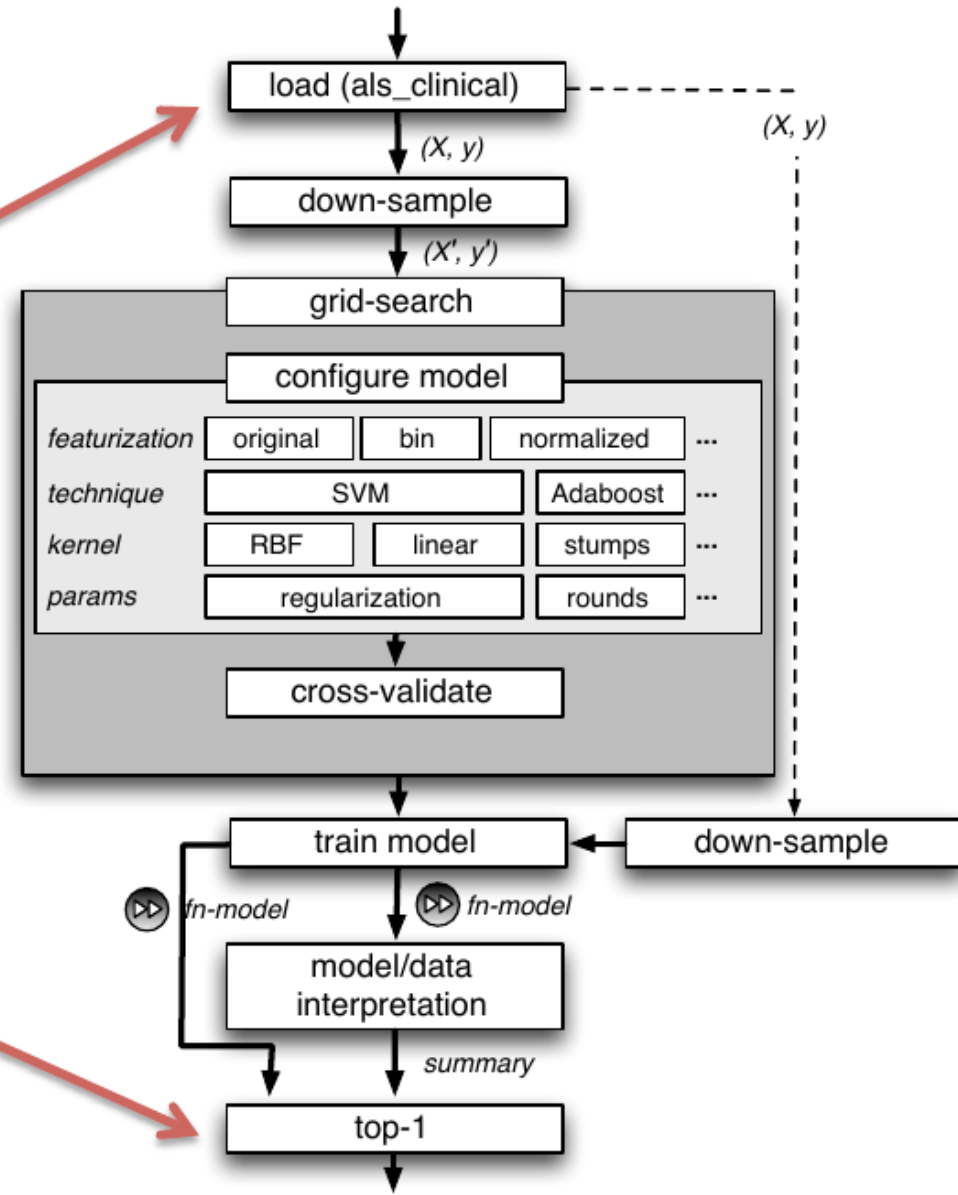 load (als_clinical)
(X, y)
(X, y)
down-sample
(X', y')
grid-search
configure model
featurization original bin normalized ...
technique SVM Adaboost ...
kernel RBF linear stumps ...
params regularization rounds ...
cross-validate
train model
down-sample
fn-model
fn-model
model/data
interpretation
summary
top-1